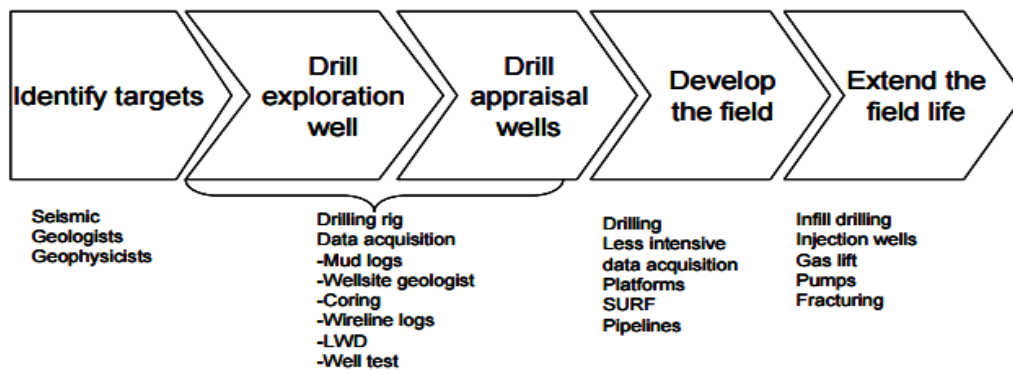 Identify targets
Drill
exploration
well
Drill
appraisal
wells
Develop
the field
Extend the
field life
Seismic
Geologists
Geophysicists
Drilling rig
Data acquisition
-Mud logs
-Wellsite geologist
-Coring
-Wireline logs
-LWD
-Well test
Drilling
Less intensive
data acquisition
Platforms
SURF
Pipelines
Infill drilling
Injection wells
Gas lift
Pumps
Fracturing